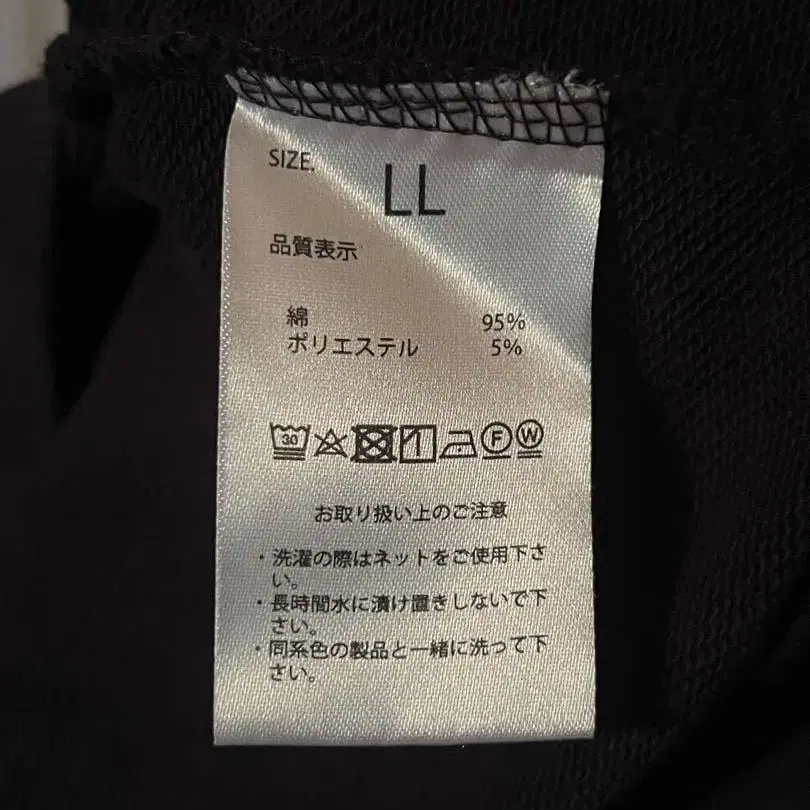 SIZE. LL
品質表示
綿 95%
ポリエステル 5%
30 F W
お取り扱い上のご注意
・洗濯の際はネットをご使用下さ
い。
・長時間水に漬け置きしないで下
さい。
・同系色の製品と一緒に洗って下
さい。